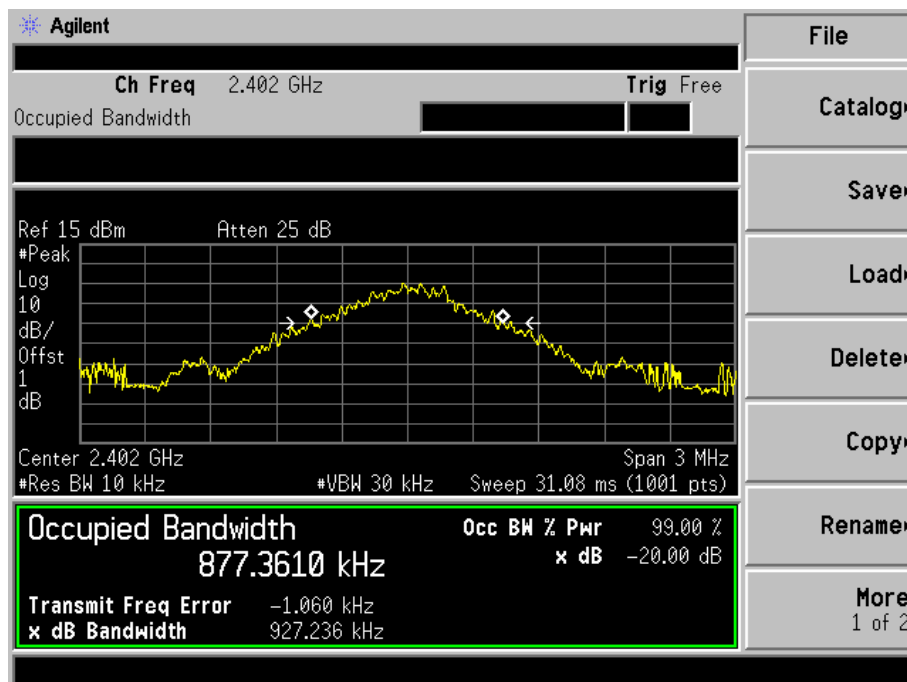 Agilent
Ch Freq 2.402 GHz Trig Free
Occupied Bandwidth
Ref 15 dBm Atten 25 dB
#Peak
Log
10
dB/
Offst
1
dB
Center 2.402 GHz Span 3 MHz
#Res BW 10 kHz #VBW 30 kHz Sweep 31.08 ms (1001 pts)
Occupied Bandwidth Occ BW % Pwr 99.00 %
877.3610 kHz x dB -20.00 dB
Transmit Freq Error -1.060 kHz
x dB Bandwidth 927.236 kHz
File
Catalog
Save
Load
Delete
Copy
Rename
More
1 of 2